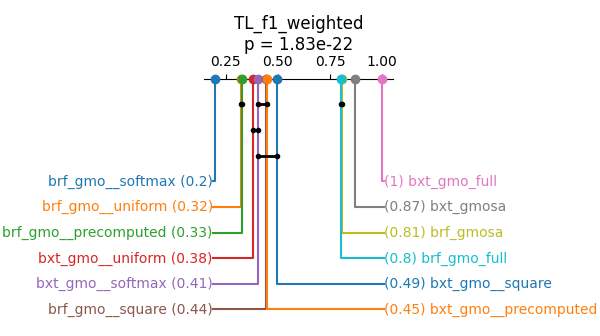 TL_f1_weighted
p = 1.83e-22
0.25 0.50 0.75 1.00
brf_gmo__softmax (0.2) (1) bxt_gmo_full
brf_gmo__uniform (0.32) (0.87) bxt_gmosa
brf_gmo__precomputed (0.33) (0.81) brf_gmosa
bxt_gmo__uniform (0.38) (0.8) brf_gmo_full
bxt_gmo__softmax (0.41) (0.49) bxt_gmo__square
brf_gmo__square (0.44) (0.45) bxt_gmo__precomputed